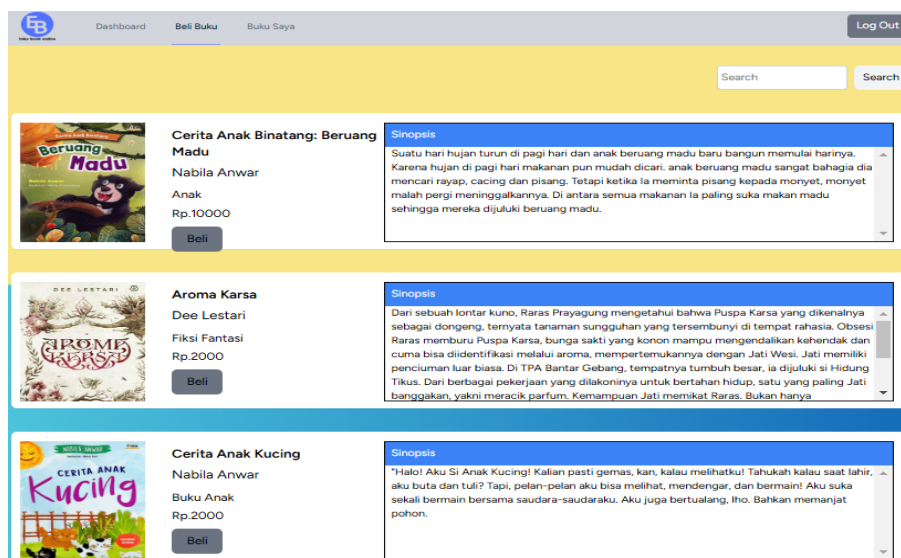 EB
toko book online
Dashboard
Beli Buku
Buku Saya
Log Out
Search
Search
Beruang
Madu
Cerita Anak Binatang: Beruang
Madu
Nabila Anwar
Anak
Rp.10000
Beli
Sinopsis
Suatu hari hujan turun di pagi hari dan anak beruang madu baru bangun memulai harinya.
Karena hujan di pagi hari makanan pun mudah dicari. anak beruang madu sangat bahagia dia
mencari rayap, cacing dan pisang. Tetapi ketika Ia meminta pisang kepada monyet, monyet
malah pergi meninggalkannya. Di antara semua makanan Ia paling suka makan madu
sehingga mereka dijuluki beruang madu.
DEE LESTARI
AROMA
KARSA
Aroma Karsa
Dee Lestari
Fiksi Fantasi
Rp.2000
Beli
Sinopsis
Dari sebuah lontar kuno, Raras Prayagung mengetahui bahwa Puspa Karsa yang dikenalnya
sebagai dongeng, ternyata tanaman sungguhan yang tersembunyi di tempat rahasia. Obsesi
Raras memburu Puspa Karsa, bunga sakti yang konon mampu mengendalikan kehendak dan
cuma bisa diidentifikasi melalui aroma, mempertemukannya dengan Jati Wesi. Jati memiliki
penciuman luar biasa. Di TPA Bantar Gebang, tempatnya tumbuh besar, ia dijuluki si Hidung
Tikus. Dari berbagai pekerjaan yang dilakoninya untuk bertahan hidup, satu yang paling Jati
banggakan, yakni meracik parfum. Kemampuan Jati memikat Raras. Bukan hanya
NABILA ANWAR
CERITA ANAK
Kucing
Cerita Anak Kucing
Nabila Anwar
Buku Anak
Rp.2000
Beli
Sinopsis
"Halo! Aku Si Anak Kucing! Kalian pasti gemas, kan, kalau melihatku! Tahukah kalau saat lahir,
aku buta dan tuli? Tapi, pelan-pelan aku bisa melihat, mendengar, dan bermain! Aku suka
sekali bermain bersama saudara-saudaraku. Aku juga bertualang, lho. Bahkan memanjat
pohon.